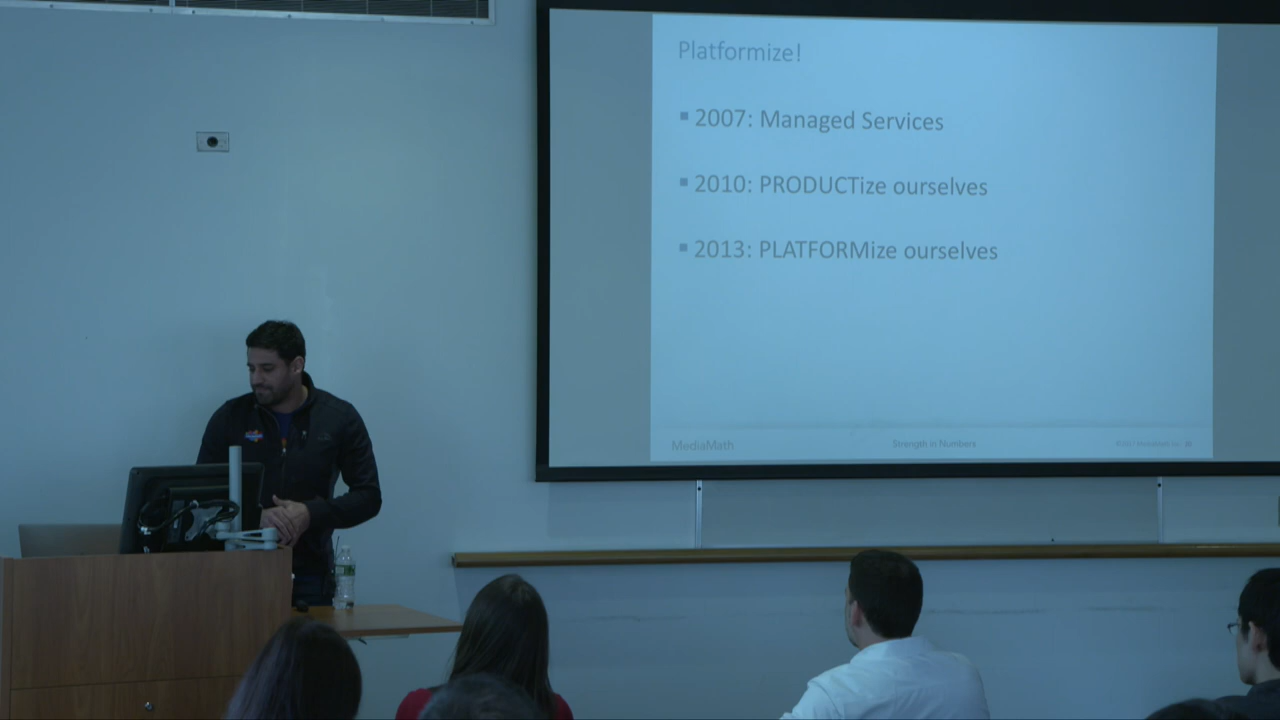 Platformize!
2007: Managed Services
2010: PRODUCTize ourselves
2013: PLATFORMize ourselves
MediaMath
Strength in Numbers